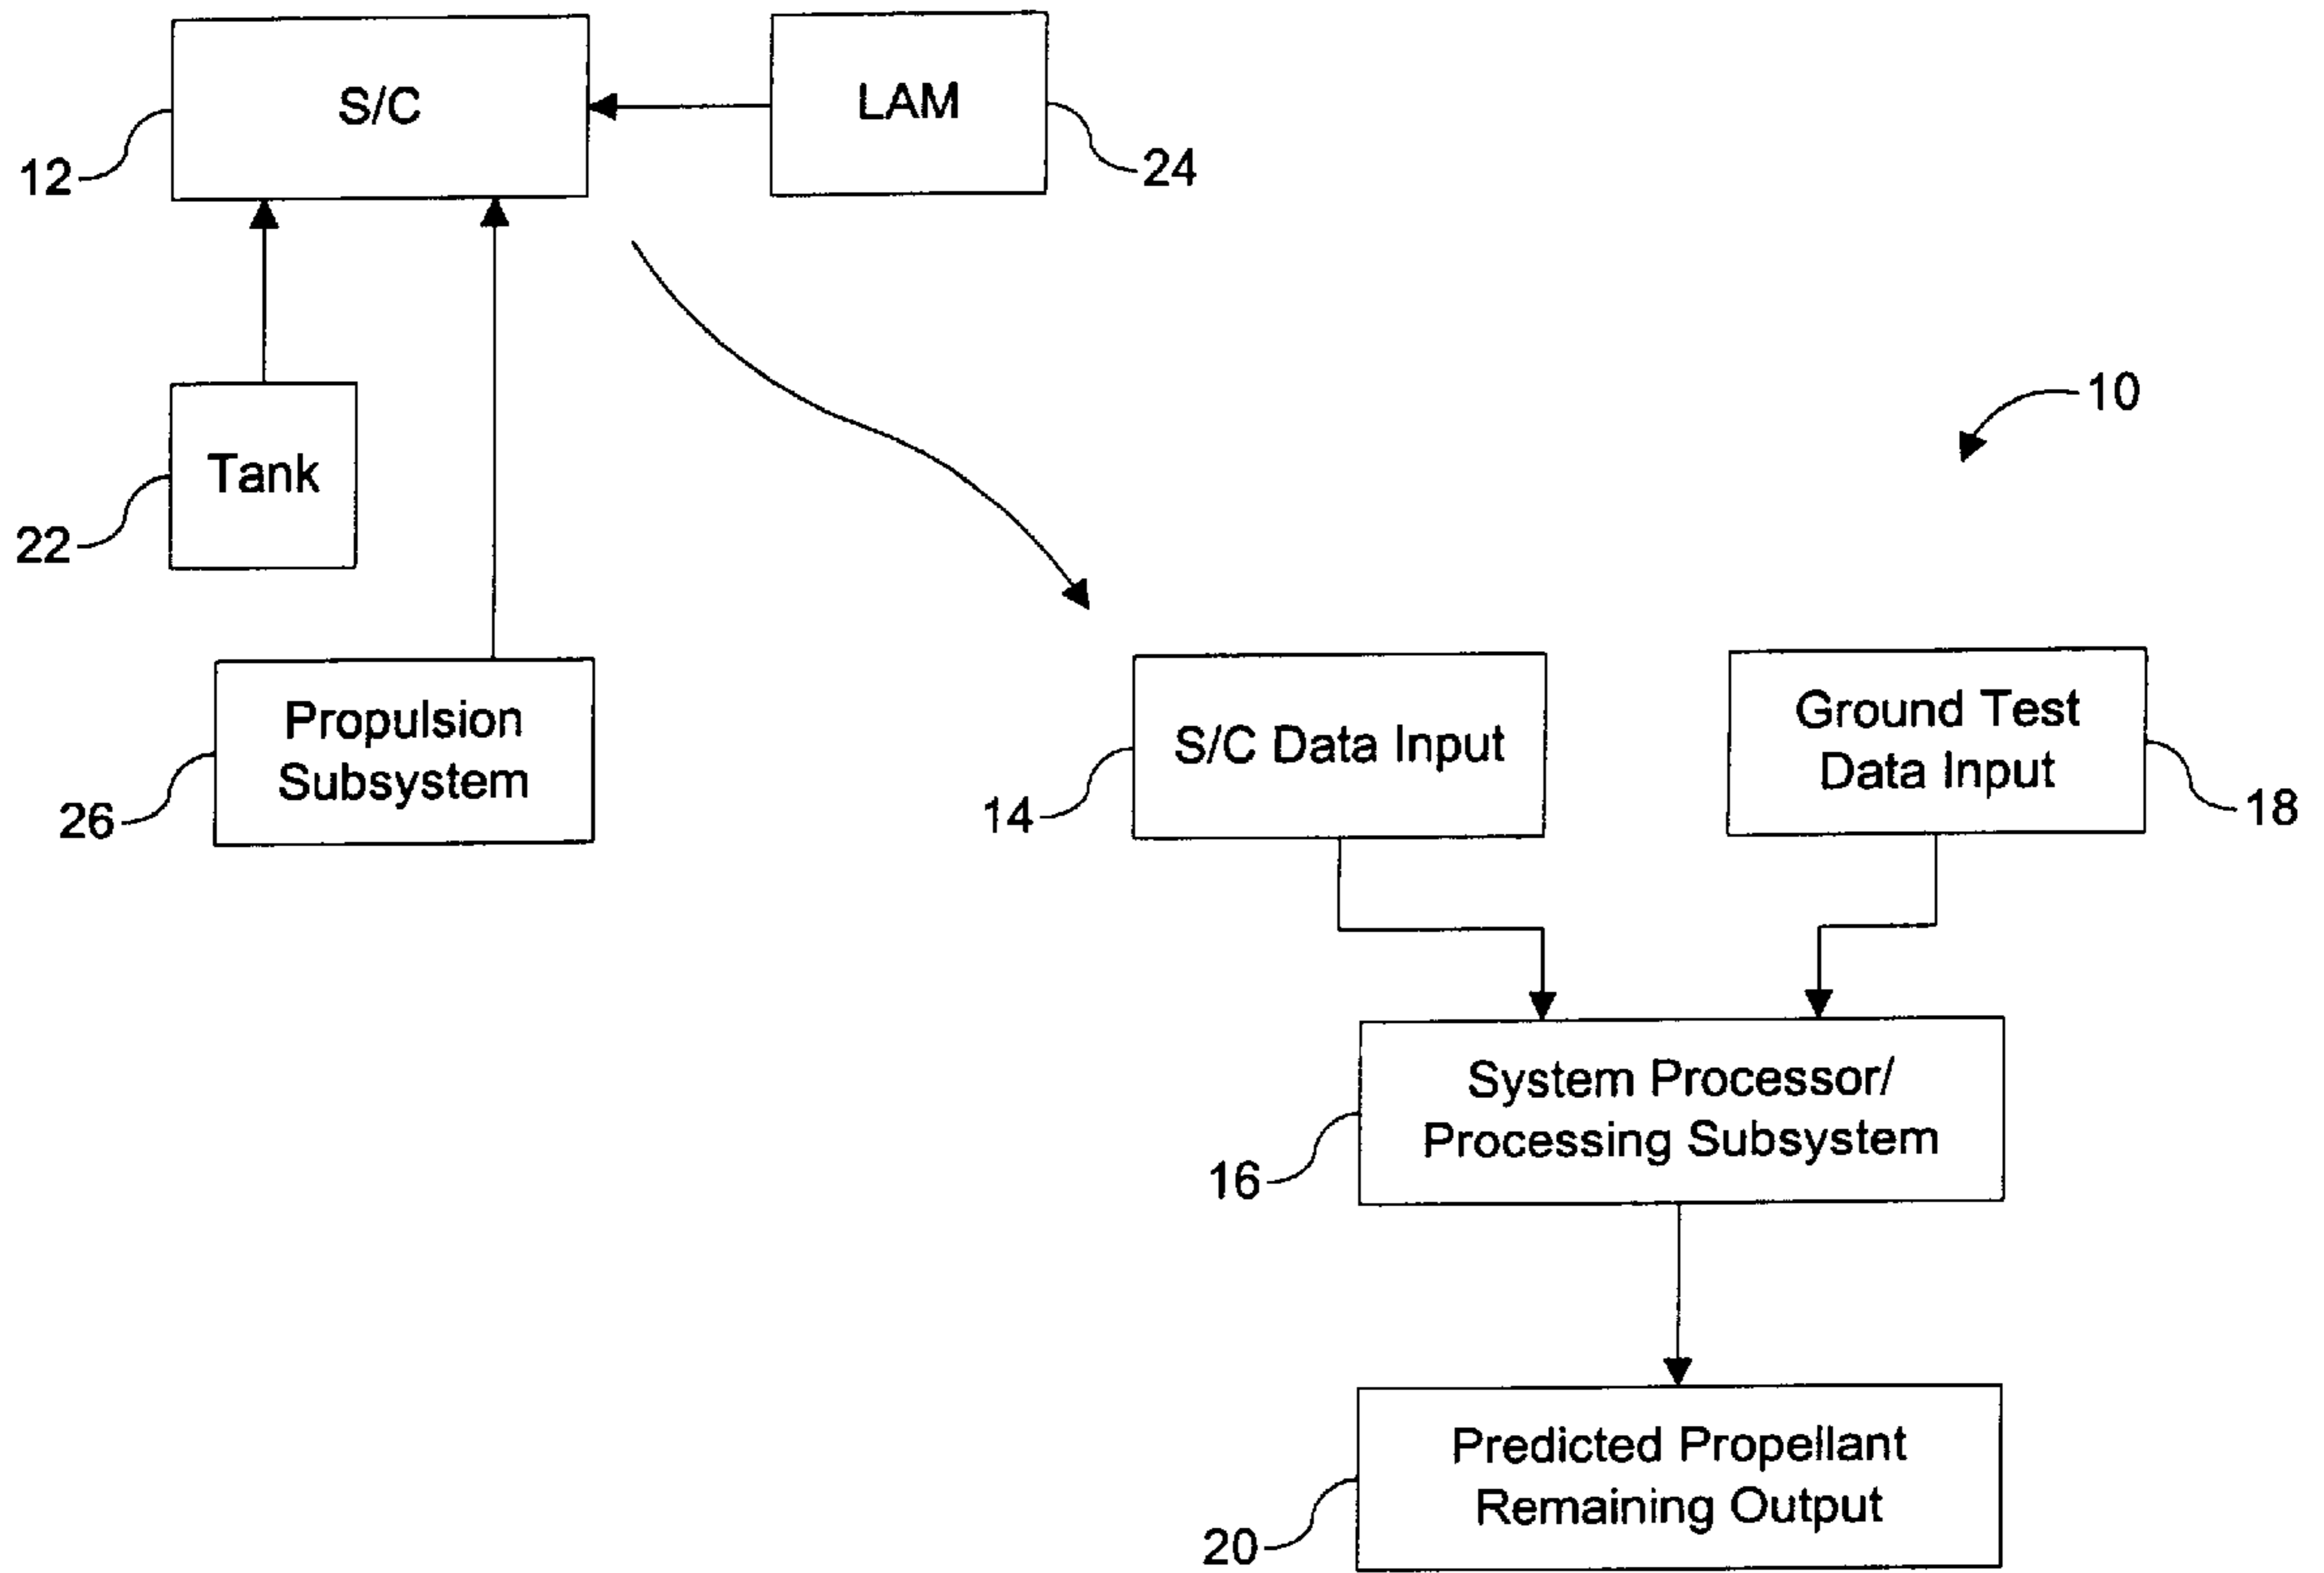 S/C
LAM
12
24
10
Tank
22
Propulsion
Subsystem
26
S/C Data Input
14
Ground Test
Data Input
18
System Processor/
Processing Subsystem
16
Predicted Propellant
Remaining Output
20